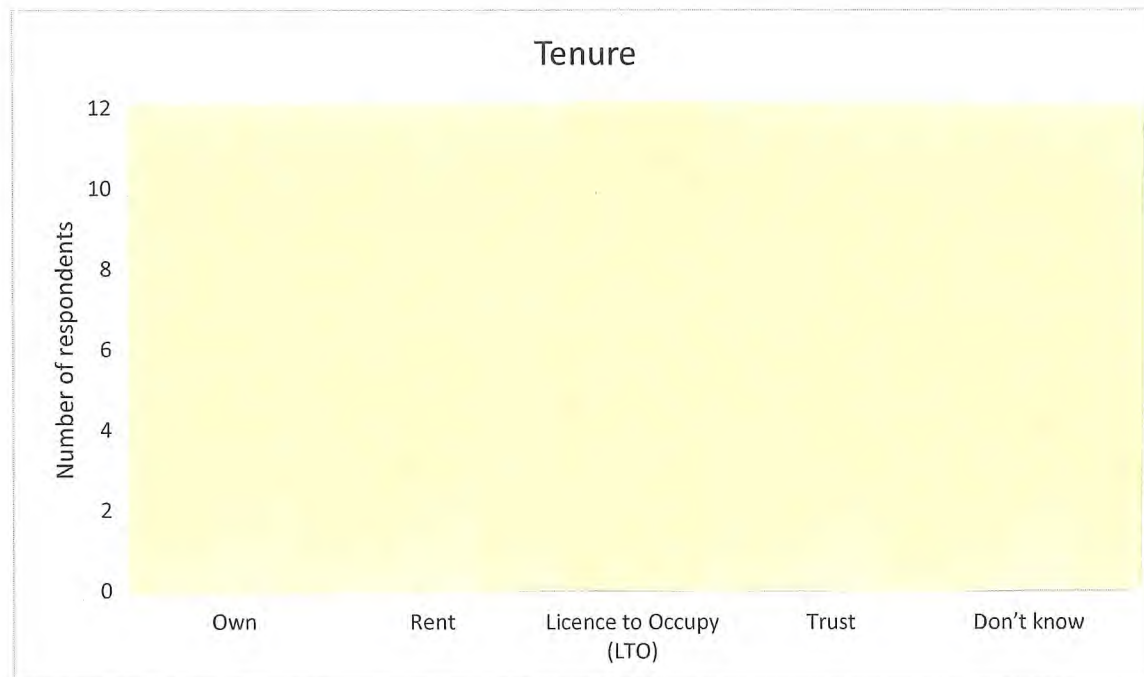 Tenure
Number of respondents
12
10
8
6
4
2
0
Own
Rent
Licence to Occupy
(LTO)
Trust
Don't know